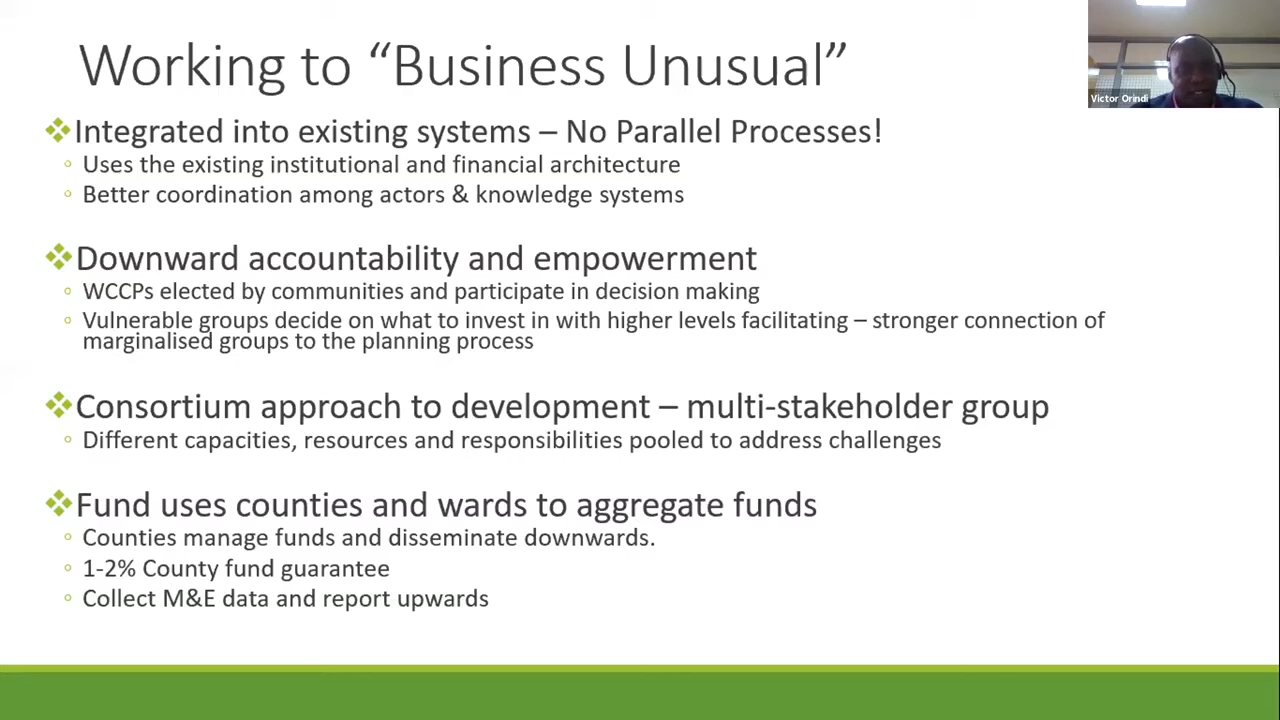 Working to “Business Unusual”
Victor Orindi
❖Integrated into existing systems – No Parallel Processes!
◦ Uses the existing institutional and financial architecture
◦ Better coordination among actors & knowledge systems
❖Downward accountability and empowerment
◦ WCCPs elected by communities and participate in decision making
◦ Vulnerable groups decide on what to invest in with higher levels facilitating – stronger connection of
marginalised groups to the planning process
❖Consortium approach to development – multi-stakeholder group
◦ Different capacities, resources and responsibilities pooled to address challenges
❖Fund uses counties and wards to aggregate funds
◦ Counties manage funds and disseminate downwards.
◦ 1-2% County fund guarantee
◦ Collect M&E data and report upwards